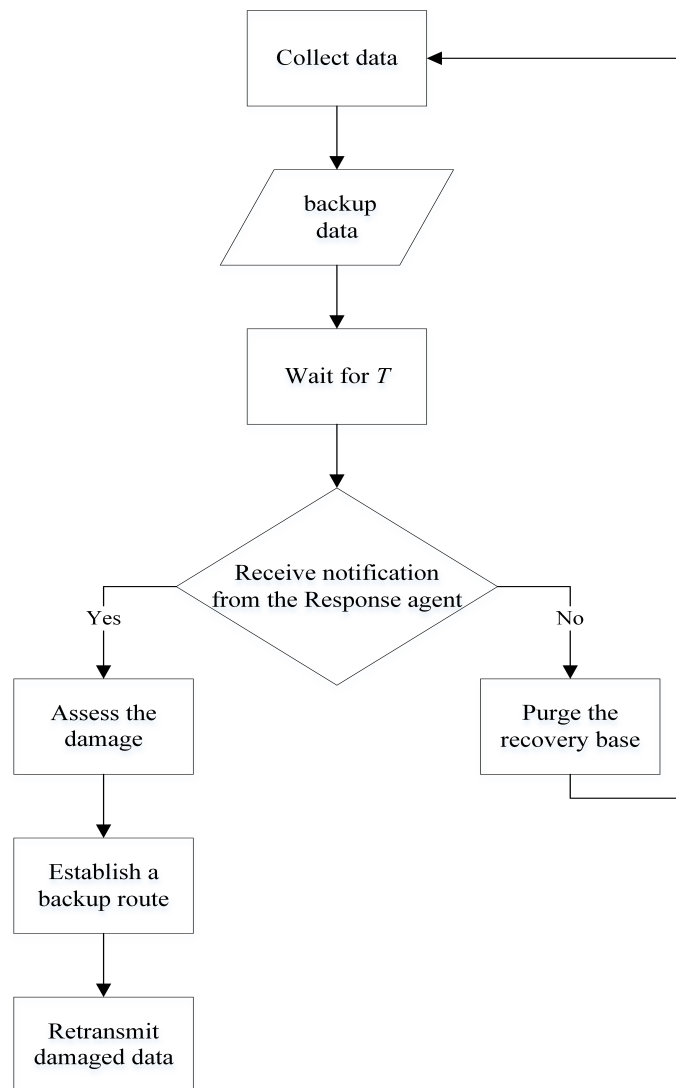 Collect data
backup
data
Wait for T
Receive notification
from the Response agent
Yes
No
Assess the
damage
Purge the
recovery base
Establish a
backup route
Retransmit
damaged data